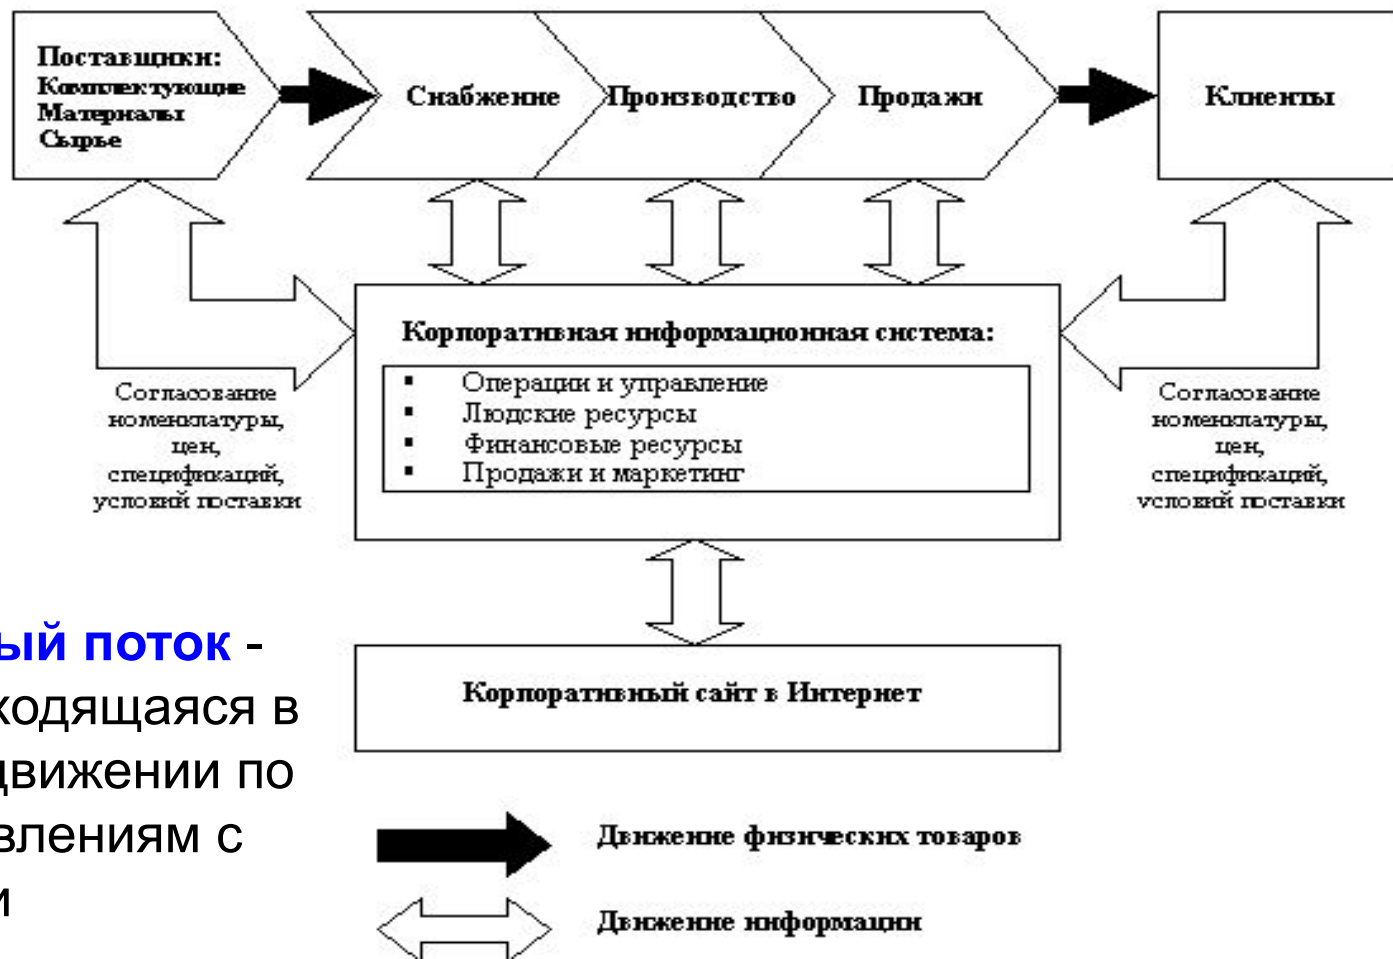 Поставщики:
Комплектующие
Материалы
Сырье
Снабжение
Производство
Продажи
Клиенты
Корпоративная информационная система:
▪ Операции и управление
▪ Людские ресурсы
▪ Финансовые ресурсы
▪ Продажи и маркетинг
Согласование
номенклатуры,
цен,
спецификаций,
условий поставки
Согласование
номенклатуры,
цен,
спецификаций,
условий поставки
ый поток -
ходящаяся в
движении по
влениям с
и
Корпоративный сайт в Интернет
Движение физических товаров
Движение информации